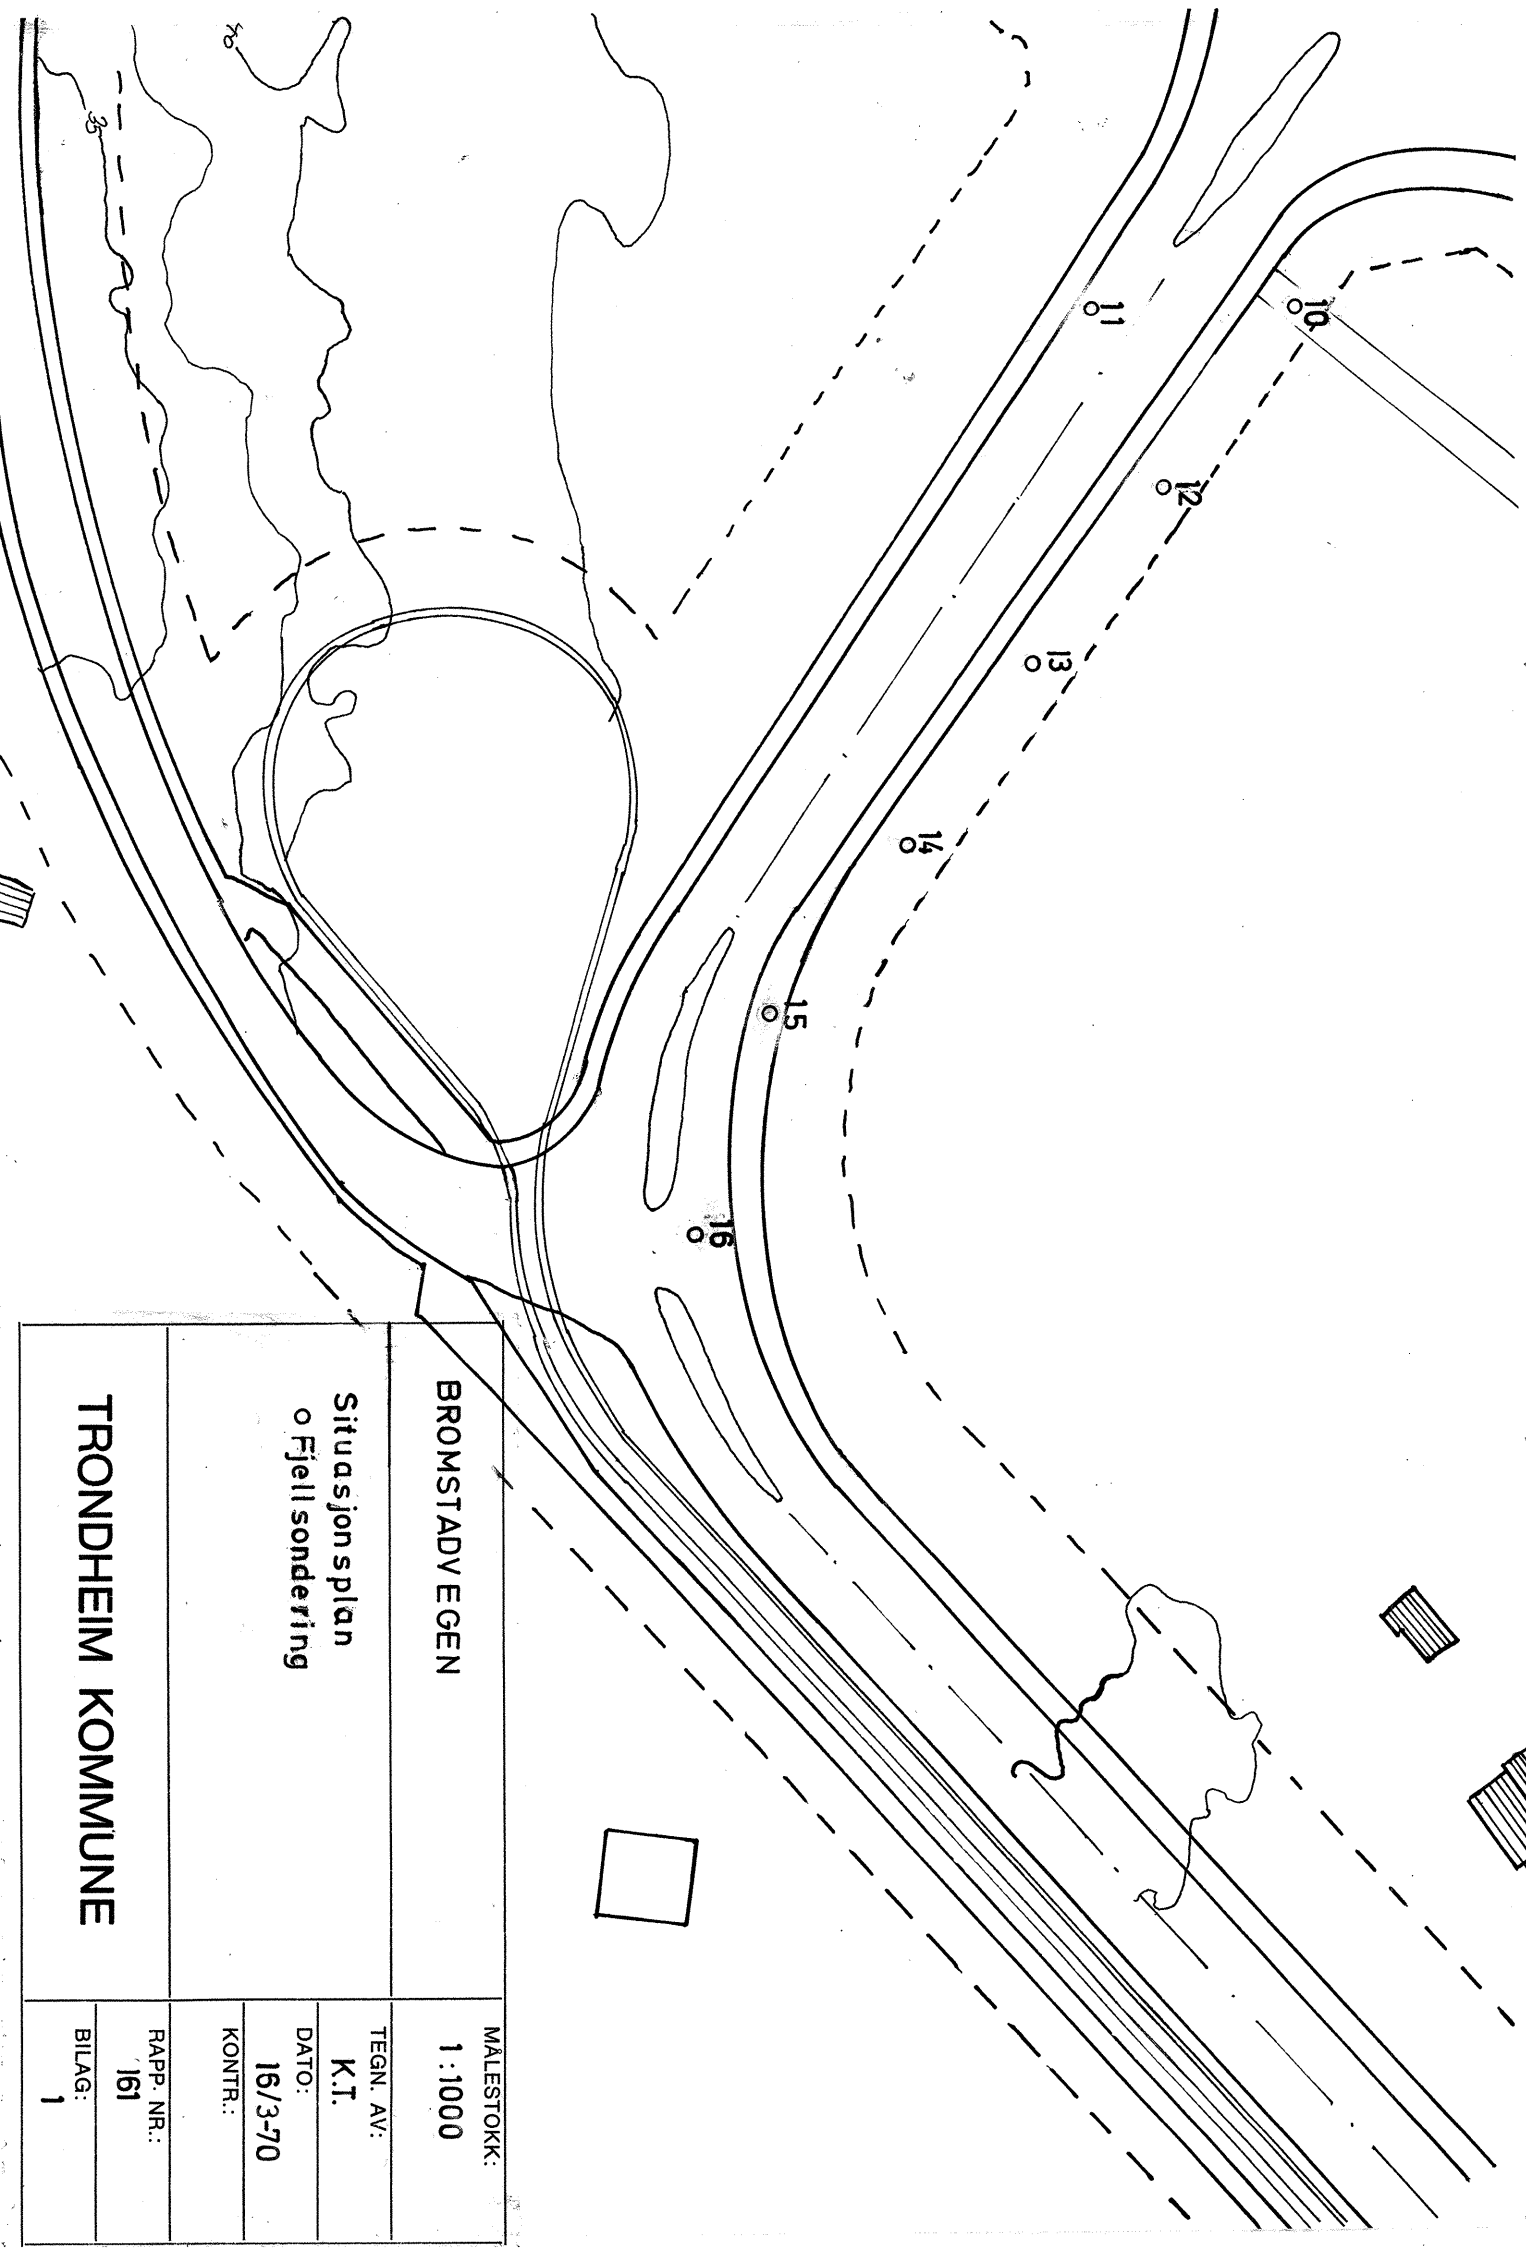 40
35
11
10
12
13
14
15
16
BROMSTADVEGEN
Situasjonsplan
o Fjellsondering
TRONDHEIM KOMMUNE
MÅLESTOKK:
1:1000
TEGN. AV:
K.T.
DATO:
16/3-70
KONTR.:
RAPP. NR.:
161
BILAG:
1